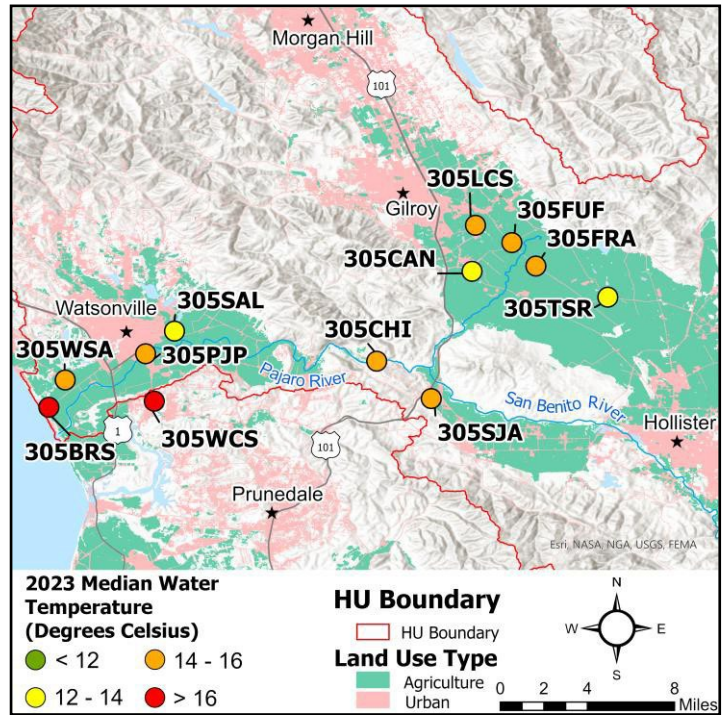 Morgan Hill
101
305LCS
Gilroy
305FUF
305FRA
305CAN
305SAL
Watsonville
305TSR
305CHI
305WSA
305PJP
Pajaro River
San Benito River
305SJA
Hollister
305BRS
1
305WCS
101
Prunedale
Esri, NASA, NGA, USGS, FEMA
2023 Median Water
Temperature
(Degrees Celsius)
< 12
14 - 16
12 - 14
> 16
HU Boundary
HU Boundary
Land Use Type
Agriculture
Urban
N
W
E
S
0 2 4 8
Miles